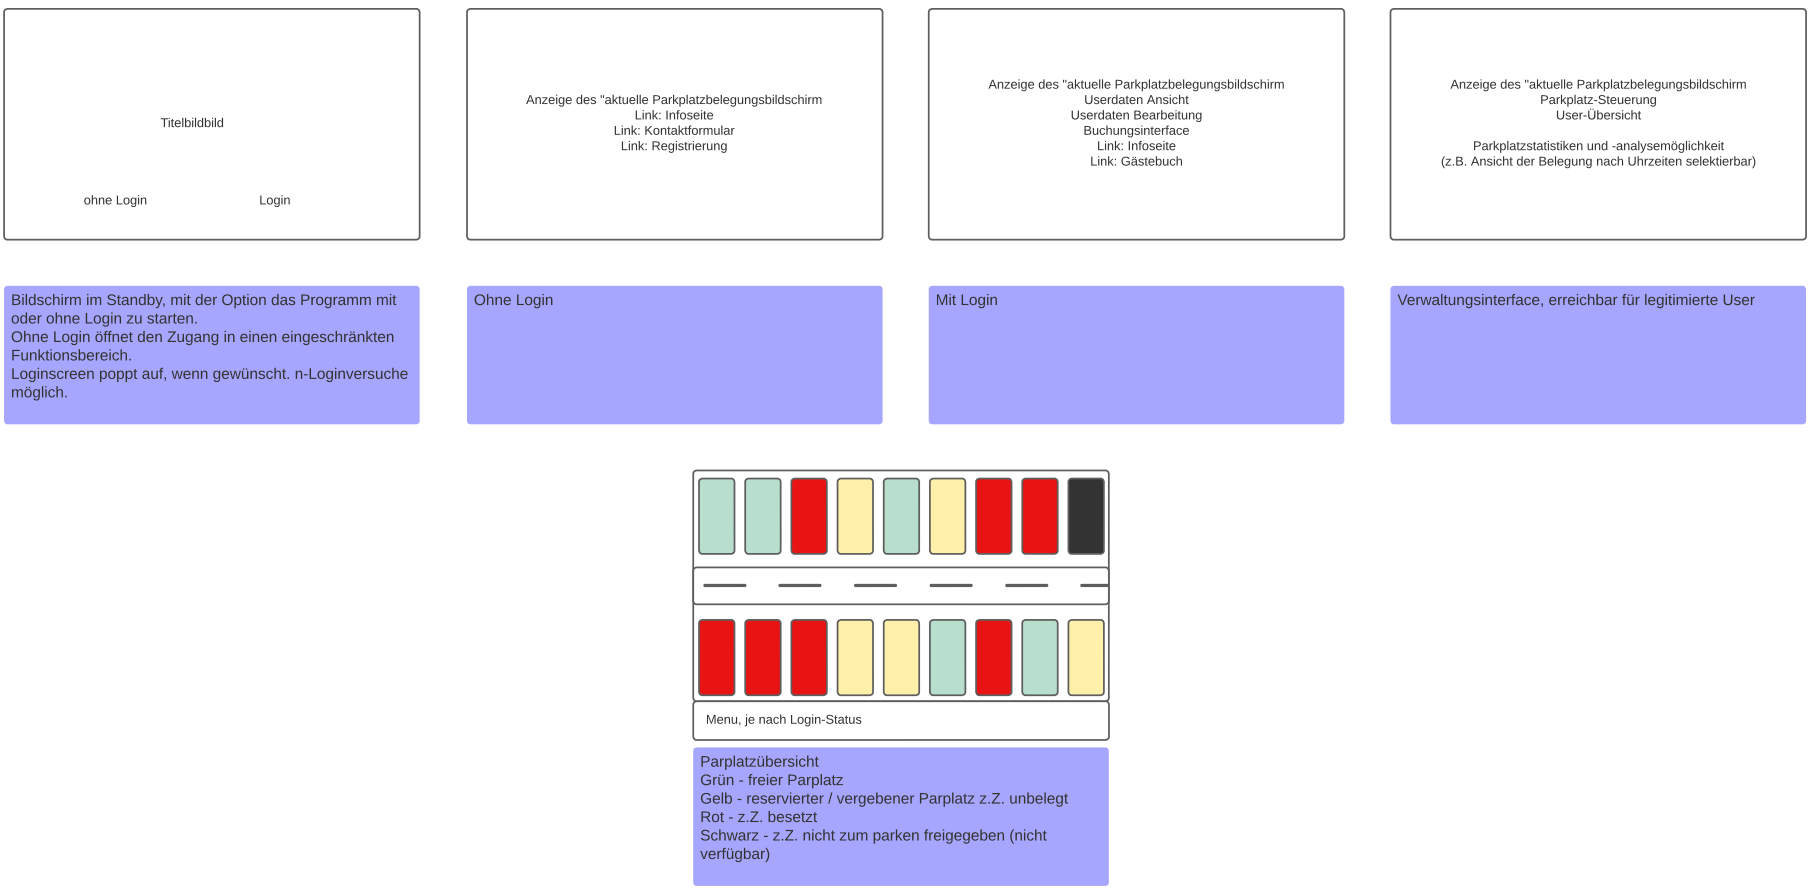 Titelbildbild
ohne Login
Login
Anzeige des "aktuelle Parkplatzbelegungsbildschirm
Link: Infoseite
Link: Kontaktformular
Link: Registrierung
Anzeige des "aktuelle Parkplatzbelegungsbildschirm
Userdaten Ansicht
Userdaten Bearbeitung
Buchungsinterface
Link: Infoseite
Link: Gästebuch
Anzeige des "aktuelle Parkplatzbelegungsbildschirm
Parkplatz-Steuerung
User-Übersicht
Parkplatzstatistiken und -analysemöglichkeit
(z.B. Ansicht der Belegung nach Uhrzeiten selektierbar)
Bildschirm im Standby, mit der Option das Programm mit
oder ohne Login zu starten.
Ohne Login öffnet den Zugang in einen eingeschränkten
Funktionsbereich.
Loginscreen poppt auf, wenn gewünscht. n-Loginversuche
möglich.
Ohne Login
Mit Login
Verwaltungsinterface, erreichbar für legitimierte User
Menu, je nach Login-Status
Parplatzübersicht
Grün - freier Parplatz
Gelb - reservierter / vergebener Parplatz z.Z. unbelegt
Rot - z.Z. besetzt
Schwarz - z.Z. nicht zum parken freigegeben (nicht
verfügbar)